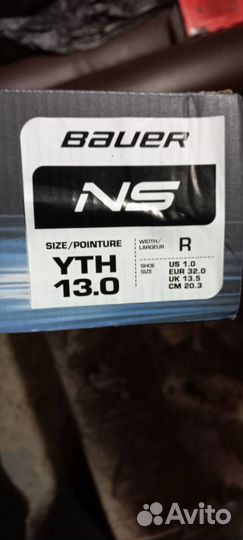 BAUER
NS
SIZE/POINTURE
YTH
13.0
WIDTH/
LARGEUR
R
SHOE
SIZE
US 1.0
EUR 32.0
UK 13.5
CM 20.3
Avito